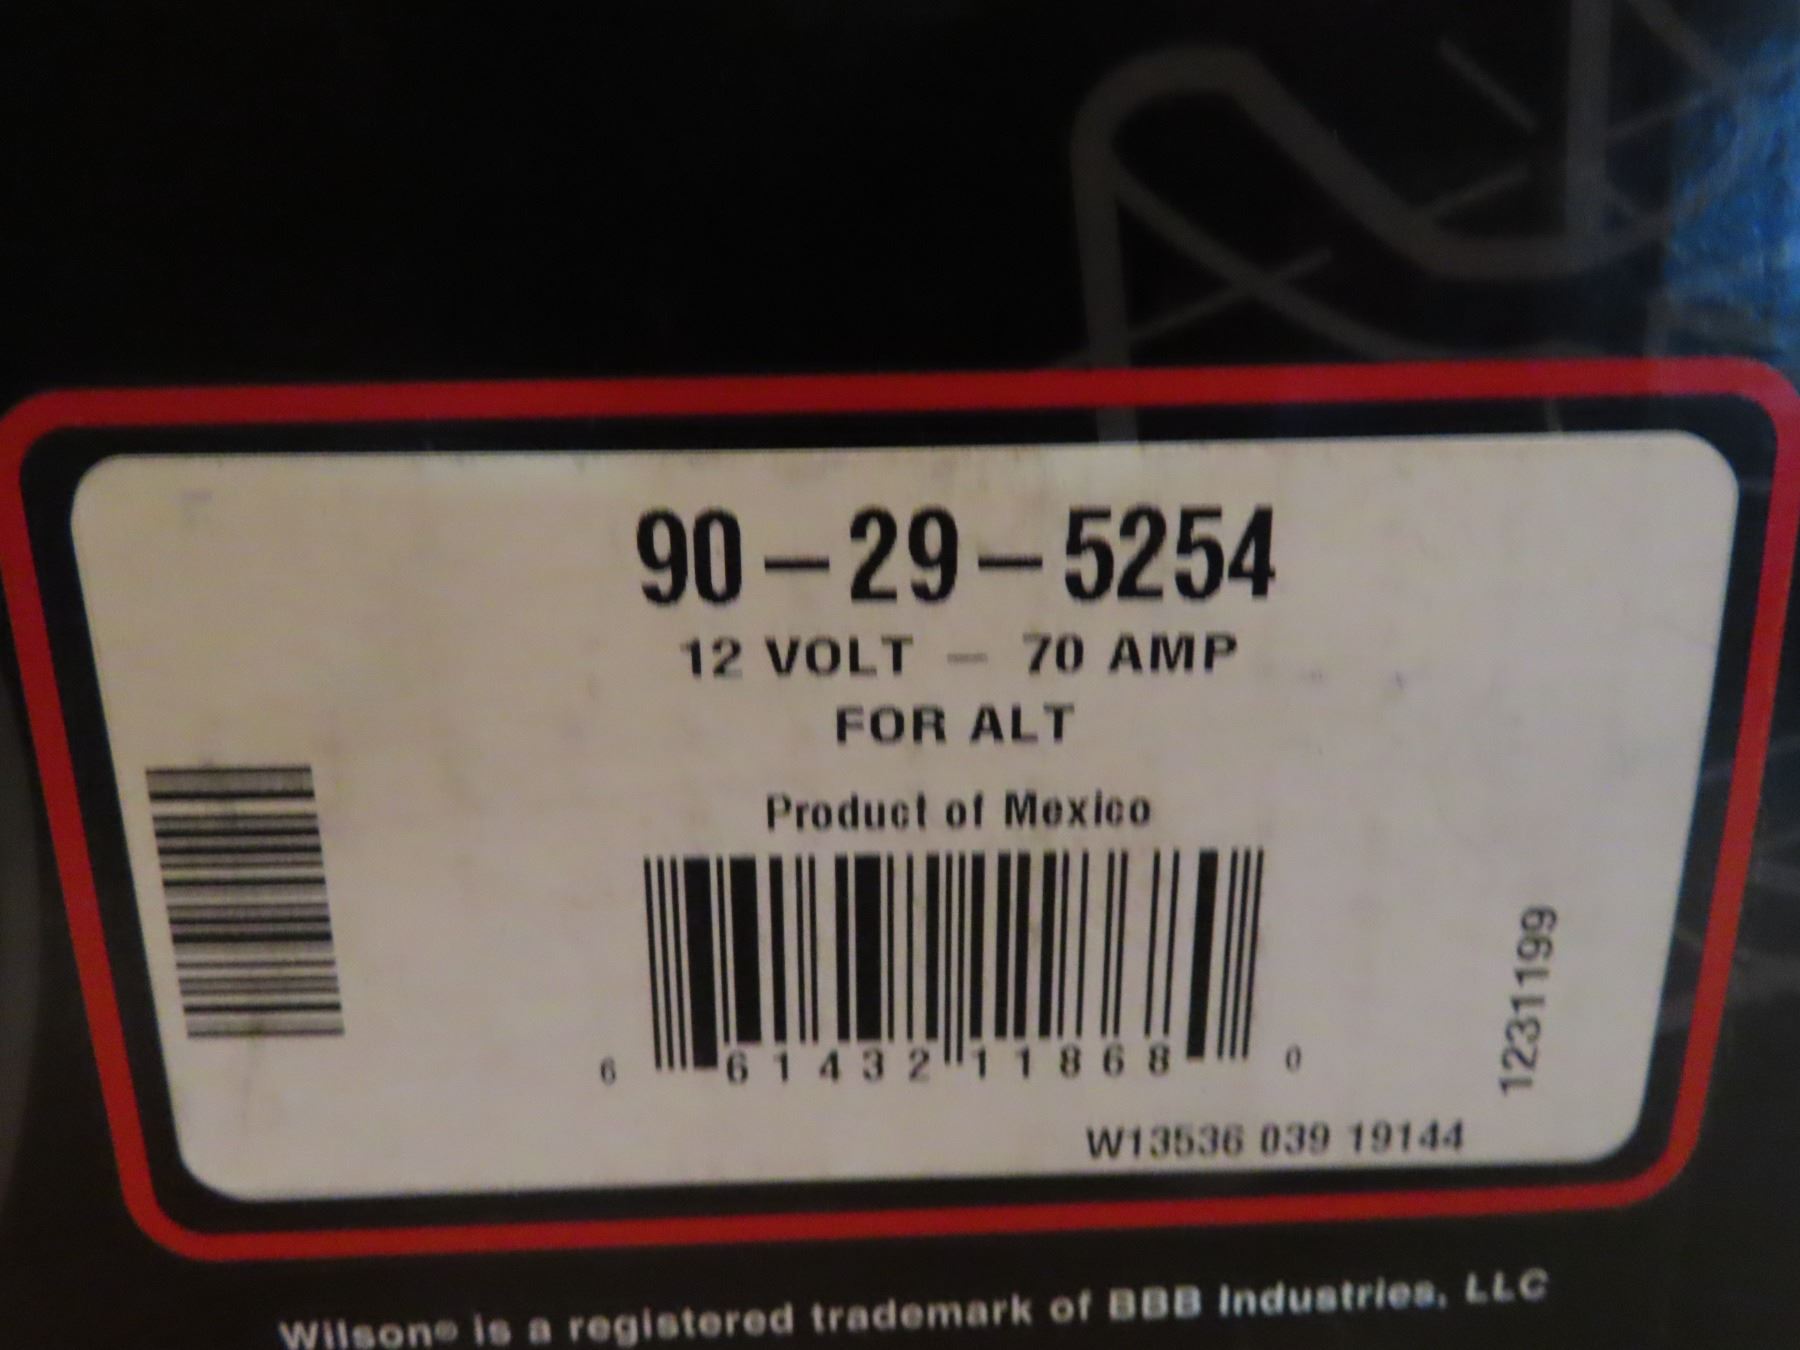 90-29-5254
12 VOLT - 70 AMP
FOR ALT
Product of Mexico
6 61432 11868 0
12311199
W13536 039 19144
Wilson® is a registered trademark of BBB Industries, LLC